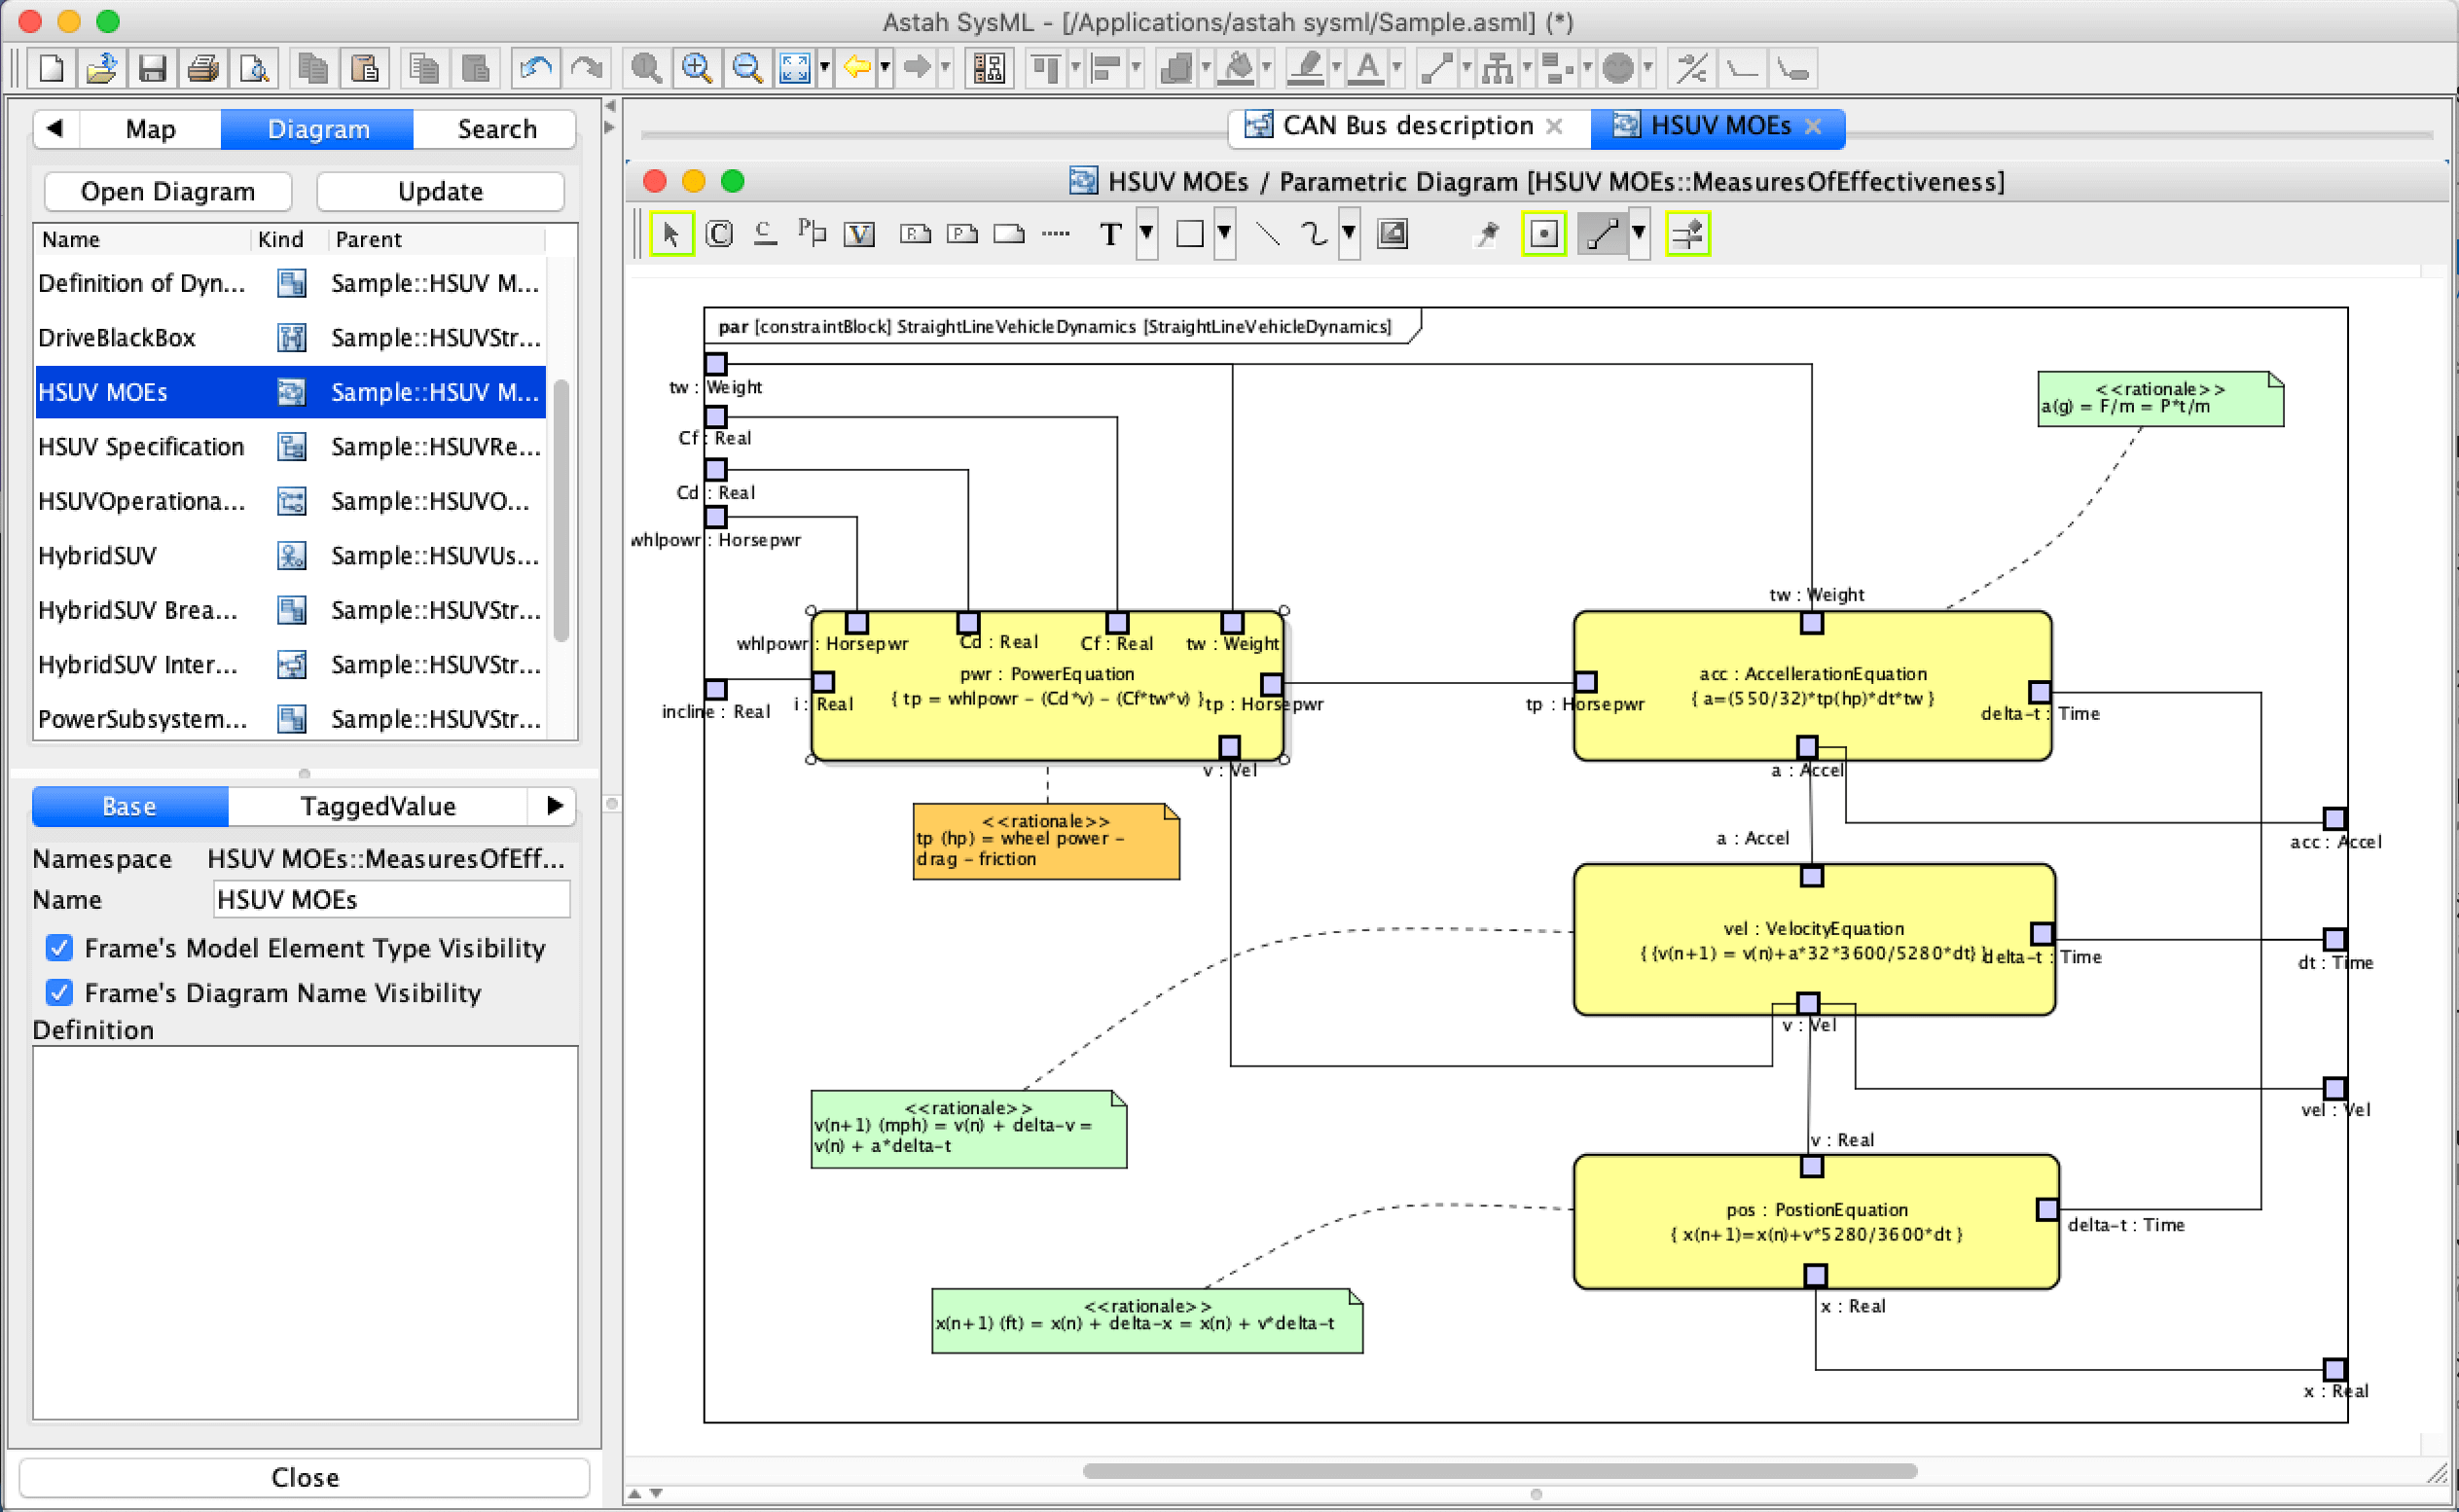 Astah SysML - [/Applications/astah sysml/Sample.asml] (*)
Map
Diagram
Search
Open Diagram
Update
Name Kind Parent
Definition of Dyn... Sample::HSUV M...
DriveBlackBox Sample::HSUVStr...
HSUV MOEs Sample::HSUV M...
HSUV Specification Sample::HSUVRe...
HSUVOperationa... Sample::HSUVO...
HybridSUV Sample::HSUVUs...
HybridSUV Brea... Sample::HSUVStr...
HybridSUV Inter... Sample::HSUVStr...
PowerSubsystem... Sample::HSUVStr...
Base
TaggedValue
Namespace HSUV MOEs::MeasuresOfEff...
Name HSUV MOEs
Frame's Model Element Type Visibility
Frame's Diagram Name Visibility
Definition
Close
CAN Bus description
HSUV MOEs
HSUV MOEs / Parametric Diagram [HSUV MOEs::MeasuresOfEffectiveness]
par [constraintBlock] StraightLineVehicleDynamics [StraightLineVehicleDynamics]
tw : Weight
Cf : Real
Cd : Real
whlpowr : Horsepwr
incline : Real
<<rationale>>
a(g) = F/m = P*t/m
whlpowr : Horsepwr
Cd : Real
Cf : Real
tw : Weight
pwr : PowerEquation
{ tp = whlpowr - (Cd*v) - (Cf*tw*v) }
i : Real
tp : Horsepwr
v : Vel
tw : Weight
acc : AccellerationEquation
{ a=(550/32)*tp(hp)*dt*tw }
tp : Horsepwr
delta-t : Time
a : Accel
<<rationale>>
tp (hp) = wheel power -
drag - friction
a : Accel
acc : Accel
vel : VelocityEquation
{ {v(n+1) = v(n)+a*32*3600/5280*dt} }
delta-t : Time
dt : Time
v : Vel
vel : Vel
<<rationale>>
v(n+1) (mph) = v(n) + delta-v =
v(n) + a*delta-t
v : Real
pos : PostionEquation
{ x(n+1)=x(n)+v*5280/3600*dt }
delta-t : Time
x : Real
<<rationale>>
x(n+1) (ft) = x(n) + delta-x = x(n) + v*delta-t
x : Real